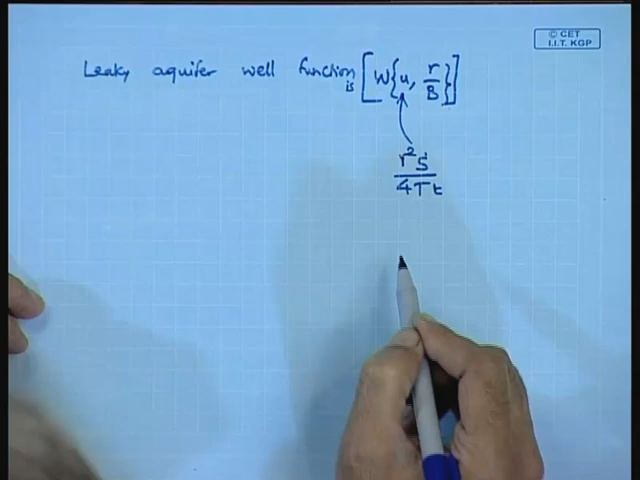 © CET
I.I.T. KGP
Leaky aquifer well function is [W{u, r/B}]
r²S/4Tt